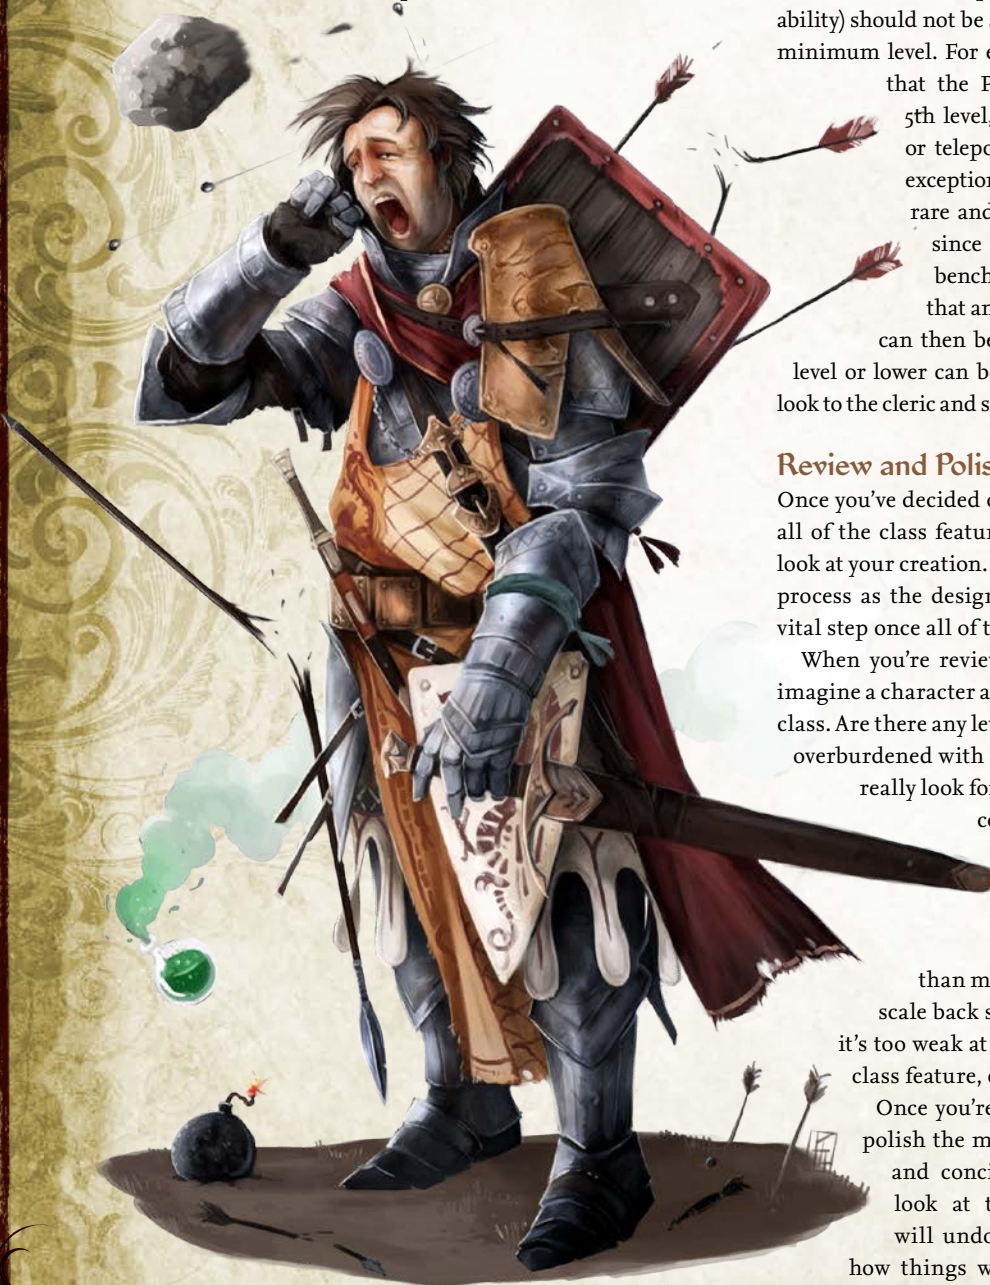 ability) should not be
minimum level. For e
that the P
5th level,
or telepo
exception
rare and
since
bench
that an
can then be
level or lower can be
look to the cleric and s
Review and Polis
Once you've decided o
all of the class featur
look at your creation.
process as the design
vital step once all of t
When you're review
imagine a character a
class. Are there any lev
overburdened with
really look for
co
than m
scale back s
it's too weak at
class feature, o
Once you're
polish the m
and conci
look at t
will undo
how things w